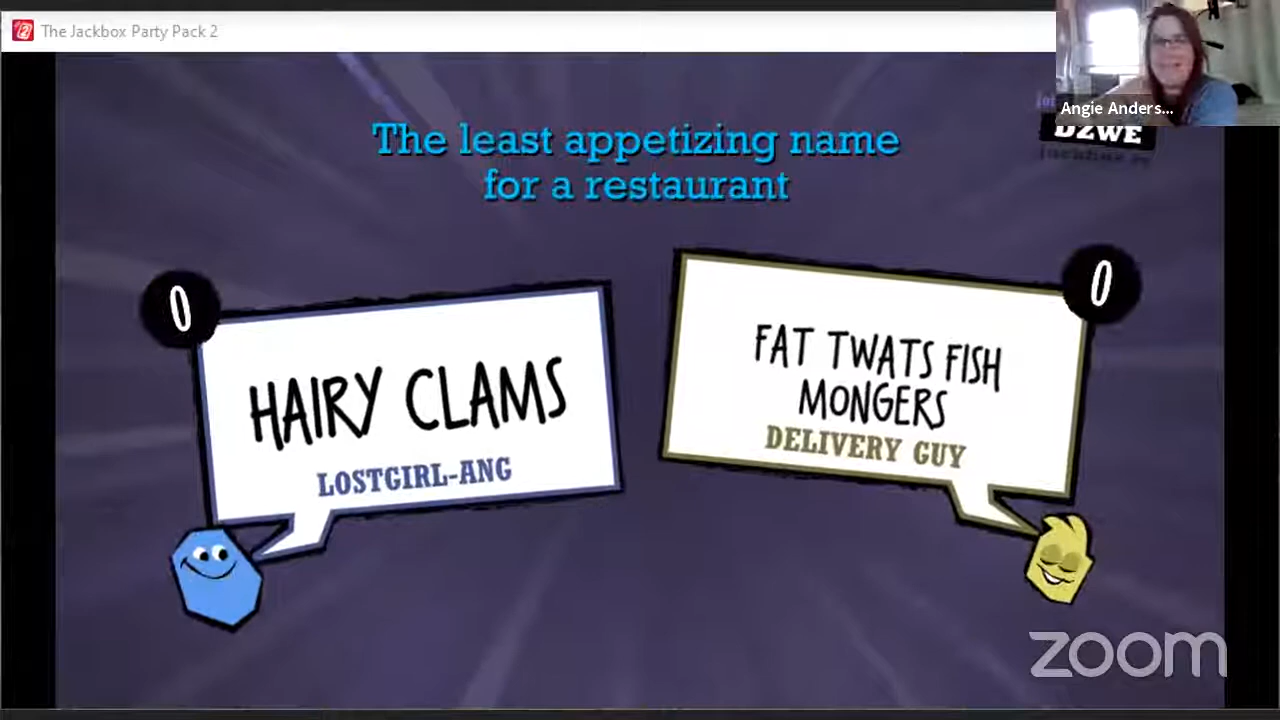 The Jackbox Party Pack 2
Angie Anders...
DZWE
The least appetizing name
for a restaurant
0
0
HAIRY CLAMS
LOSTGIRL-ANG
FAT TWATS FISH
MONGERS
DELIVERY GUY
zoom